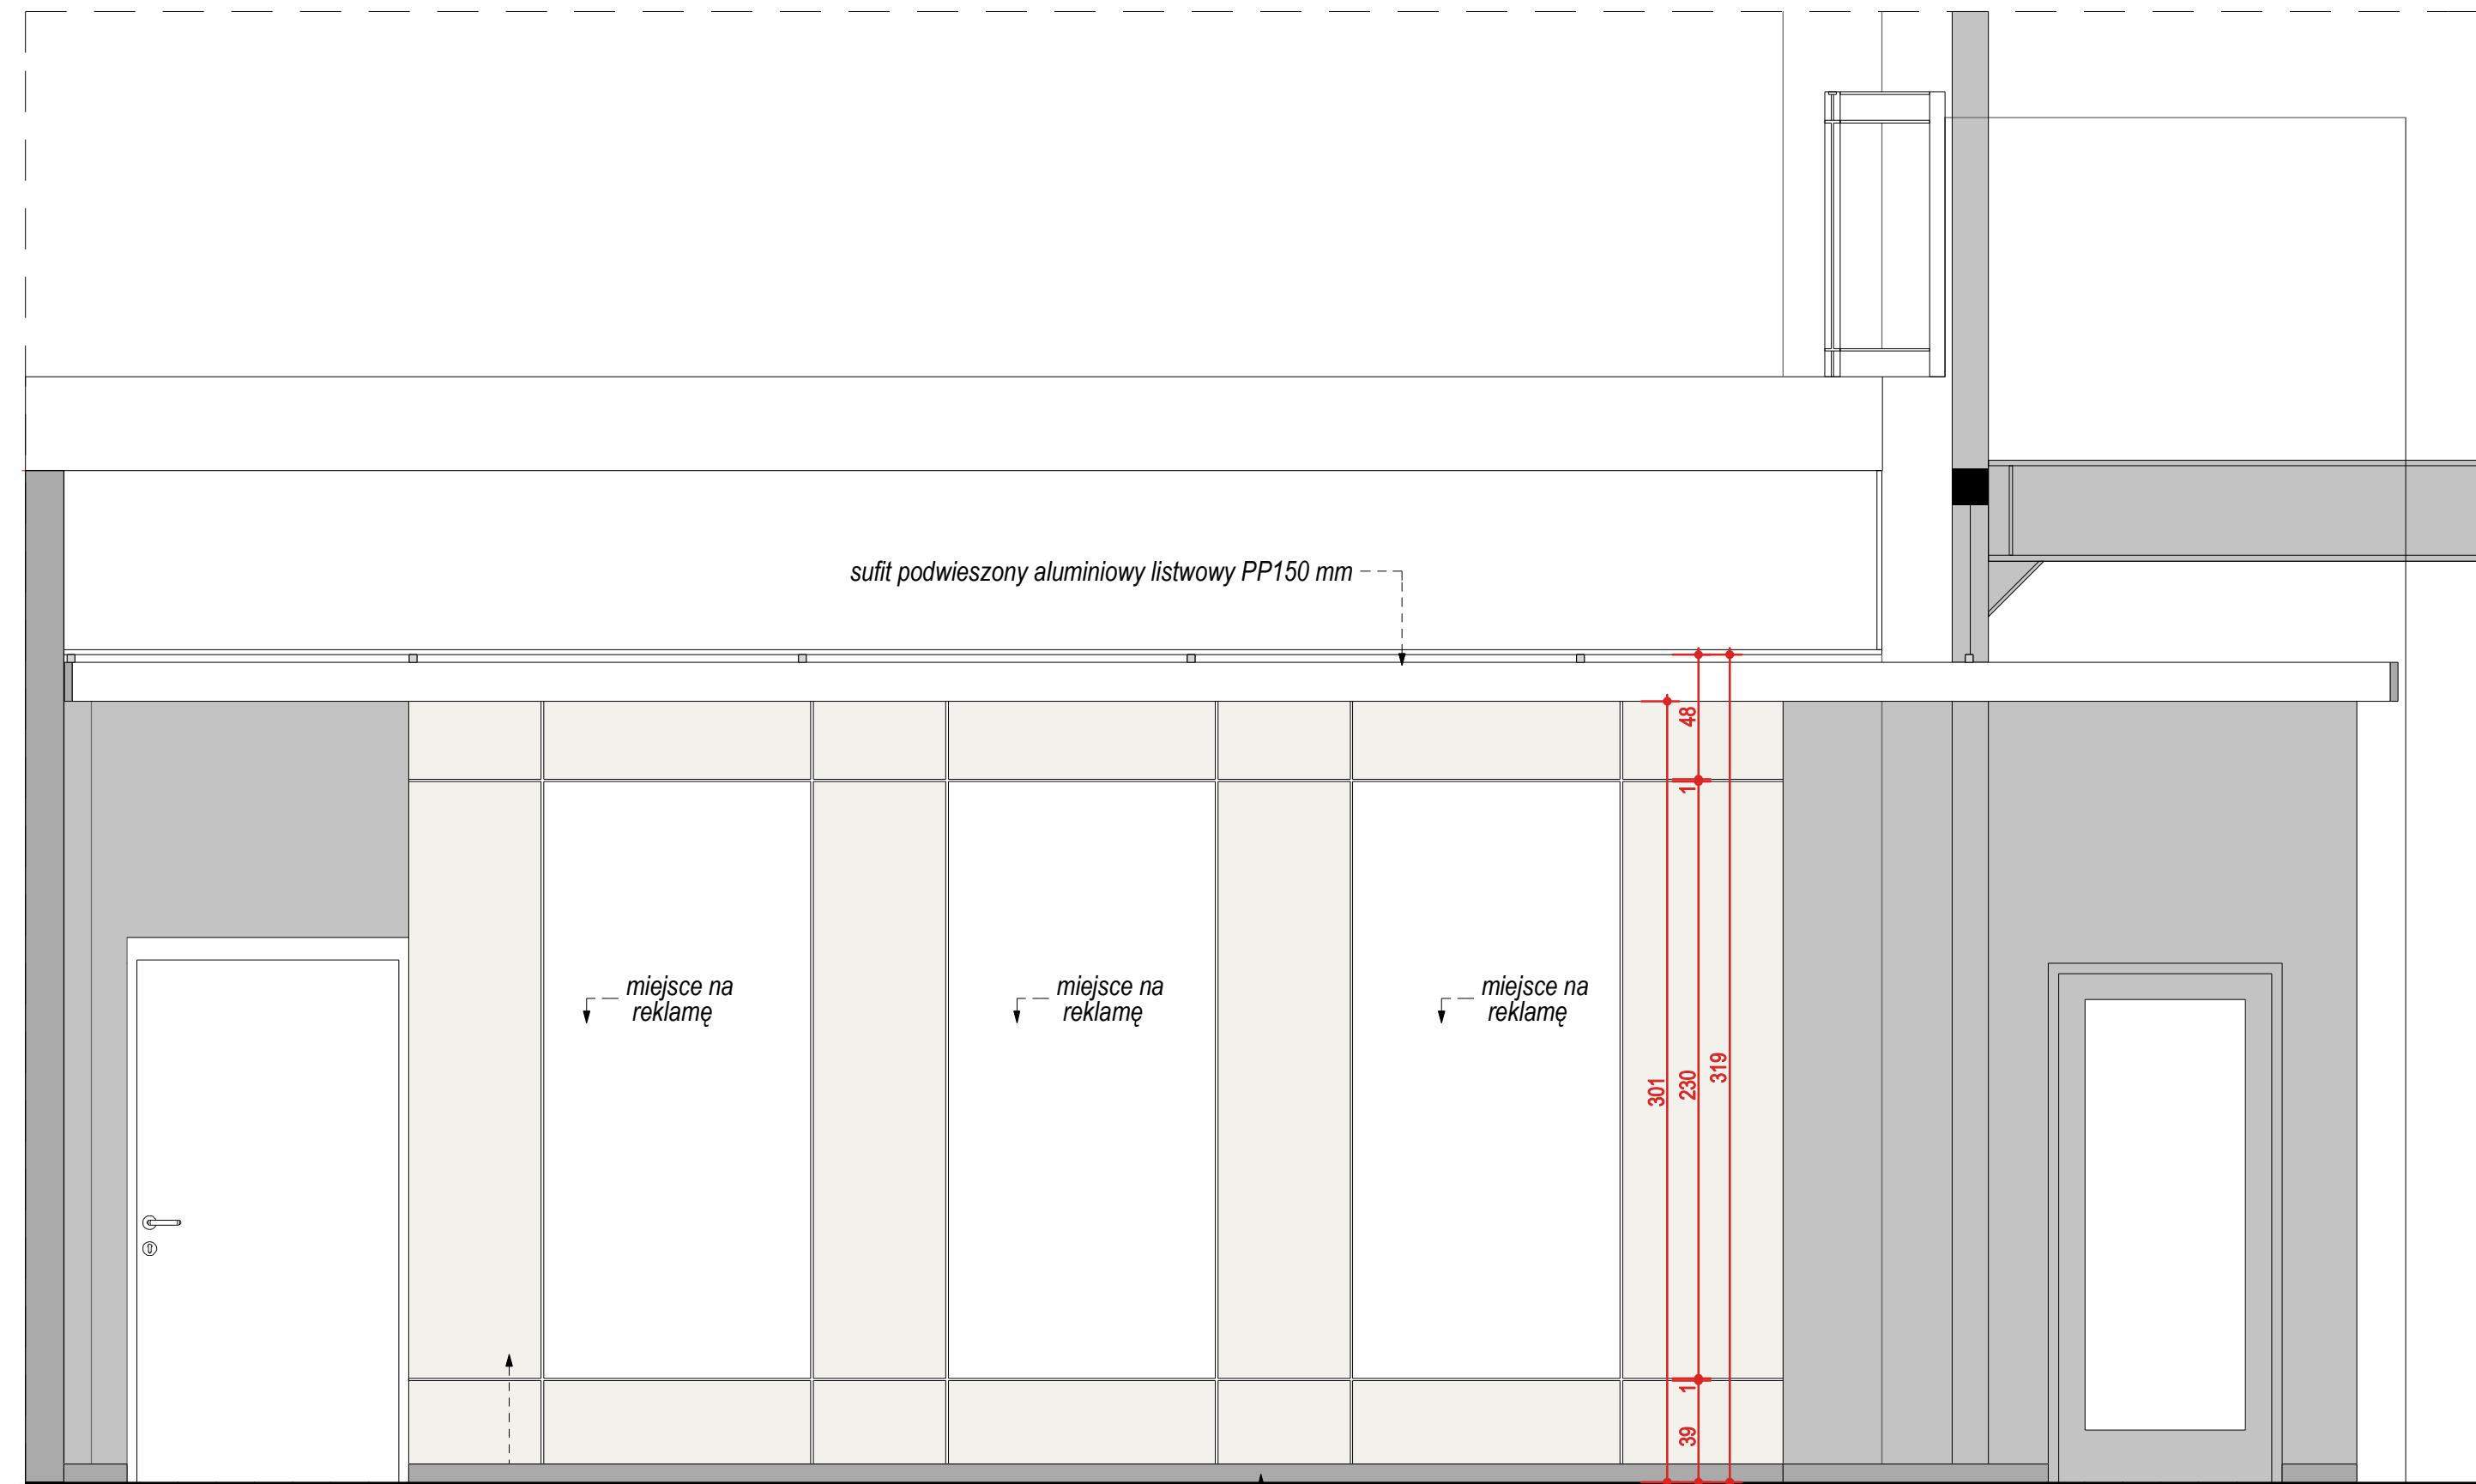 sufit podwieszony aluminiowy listwowy PP150 mm
48
1
miejsce na
reklamę
miejsce na
reklamę
miejsce na
reklamę
301
230
319
1
39